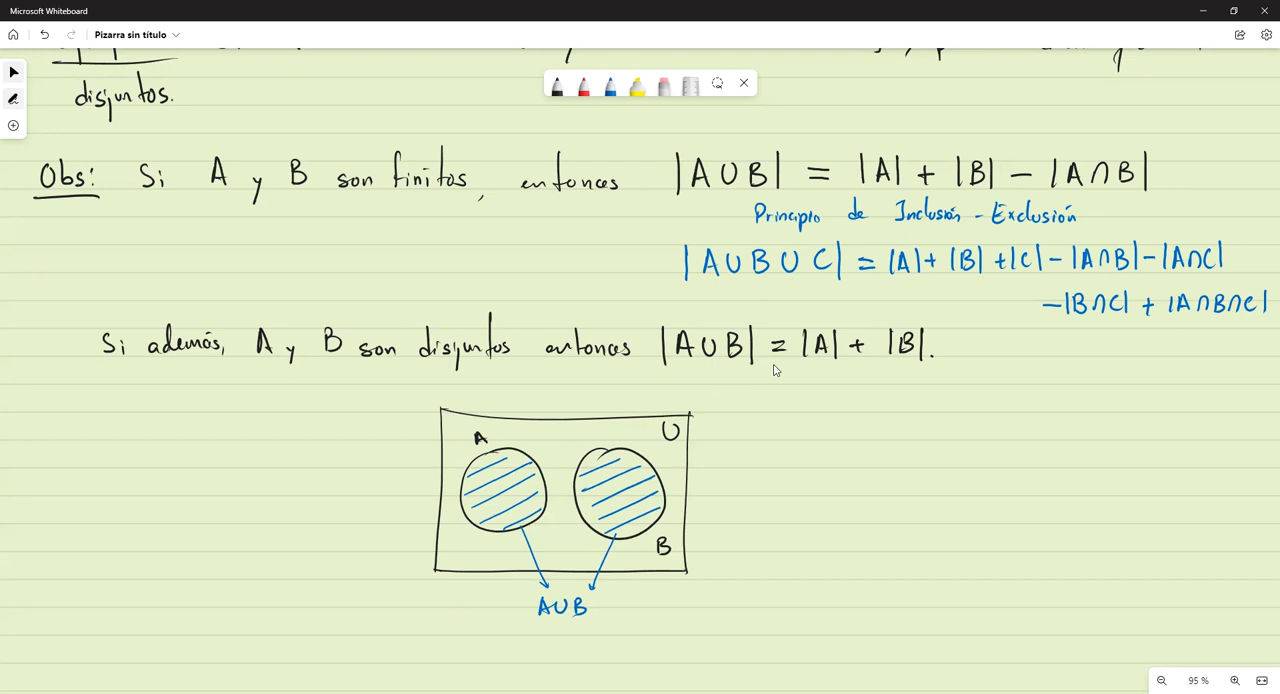 Microsoft Whiteboard
Pizarra sin título
disjuntos.
Obs: Si A y B son finitos, entonces |A∪B| = |A| + |B| − |A∩B|
Principio de Inclusión - Exclusión
|A∪B∪C| = |A| + |B| + |C| − |A∩B| − |A∩C|
− |B∩C| + |A∩B∩C|
Si además, A y B son disjuntos entonces |A∪B| = |A| + |B|.
A
U
B
A∪B
95 %